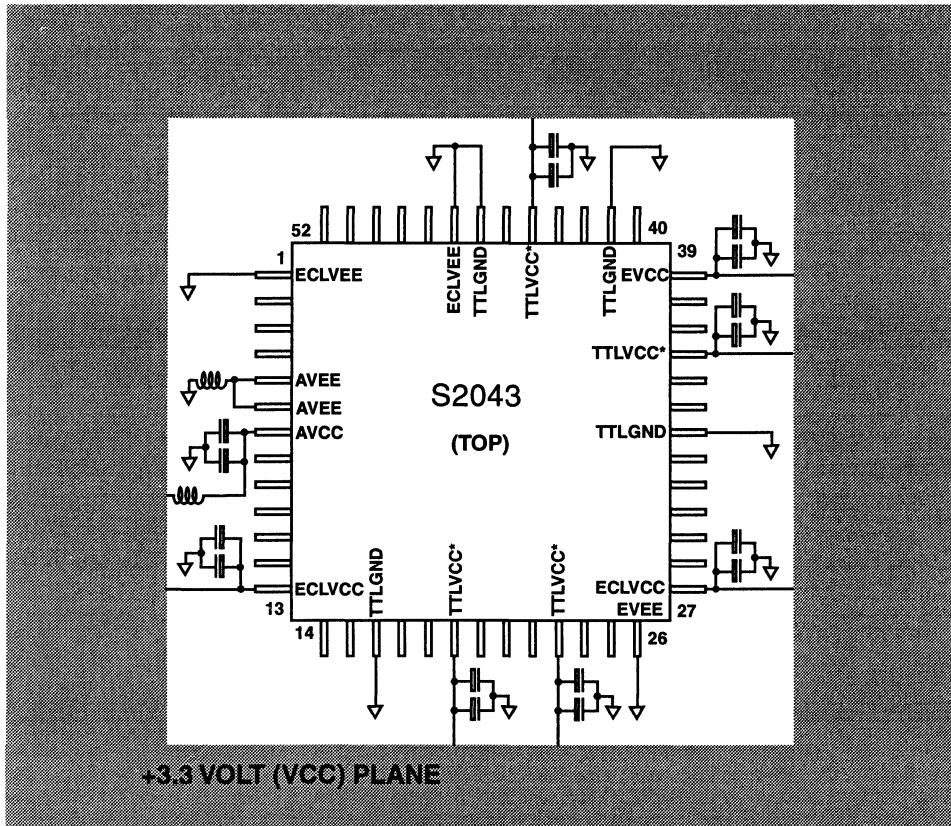 52
40
1
39
ECLVEE
ECLVEE
TTLGND
TTLVCC*
TTLGND
EVCC
TTLVCC*
AVEE
AVEE
AVCC
S2043
(TOP)
TTLGND
ECLVCC
TTLGND
TTLVCC*
TTLVCC*
ECLVCC
EVEE
13
27
14
26
+3.3 VOLT (VCC) PLANE